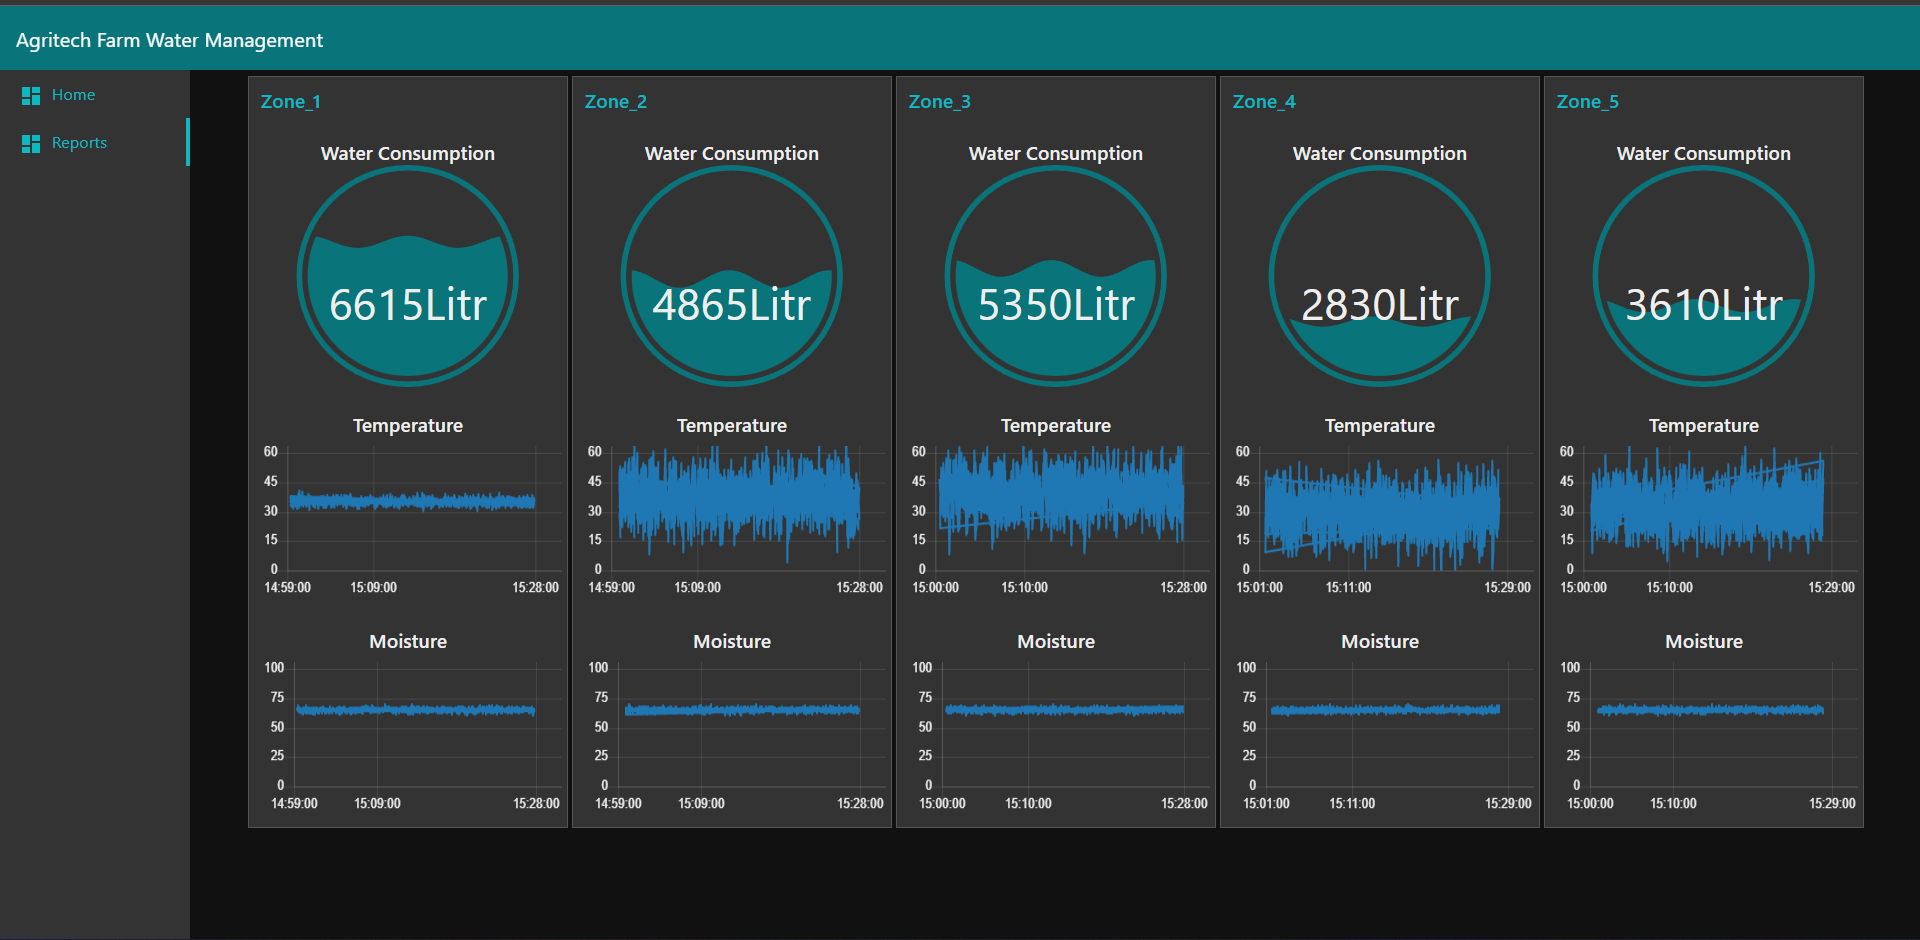 Agritech Farm Water Management
Home
Reports
Zone_1
Water Consumption
6615Litr
Temperature
60
45
30
15
0
14:59:00 15:09:00 15:28:00
Moisture
100
75
50
25
0
14:59:00 15:09:00 15:28:00
Zone_2
Water Consumption
4865Litr
Temperature
60
45
30
15
0
14:59:00 15:09:00 15:28:00
Moisture
100
75
50
25
0
14:59:00 15:09:00 15:28:00
Zone_3
Water Consumption
5350Litr
Temperature
60
45
30
15
0
15:00:00 15:10:00 15:28:00
Moisture
100
75
50
25
0
15:00:00 15:10:00 15:28:00
Zone_4
Water Consumption
2830Litr
Temperature
60
45
30
15
0
15:01:00 15:11:00 15:29:00
Moisture
100
75
50
25
0
15:01:00 15:11:00 15:29:00
Zone_5
Water Consumption
3610Litr
Temperature
60
45
30
15
0
15:00:00 15:10:00 15:29:00
Moisture
100
75
50
25
0
15:00:00 15:10:00 15:29:00